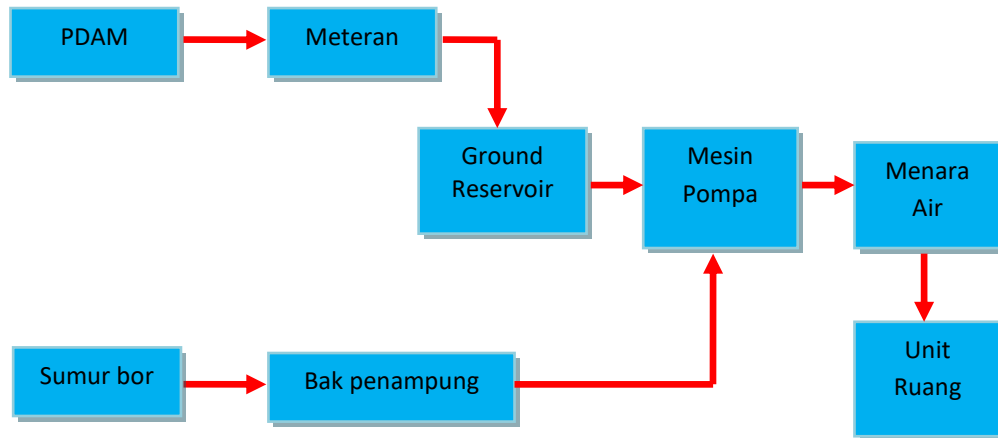 PDAM
Meteran
Ground
Reservoir
Mesin
Pompa
Menara
Air
Sumur bor
Bak penampung
Unit
Ruang